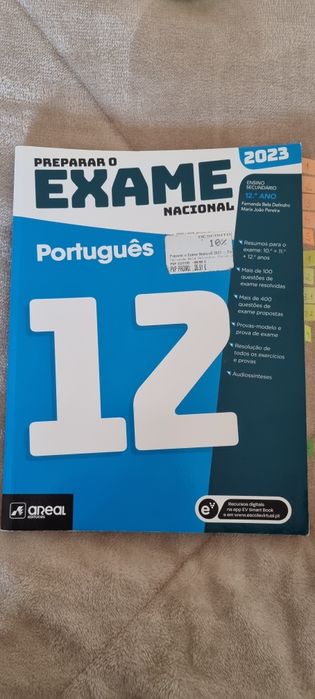 PREPARAR O
EXAME
NACIONAL
2023
ENSINO
SECUNDÁRIO
12.º ANO
Fernanda Bela Delindro
Maria João Pereira
Português
10%
12
Resumos para o
exame: 10.º + 11.º
+ 12.º anos
Mais de 100
questões de
exame resolvidas
Mais de 400
questões de
exame propostas
Provas-modelo e
prova de exame
Resolução de
todos os exercícios
e provas
Audiossínteses
areal
EDITORES
Recursos digitais
na app EV Smart Book
e em www.escolavirtual.pt